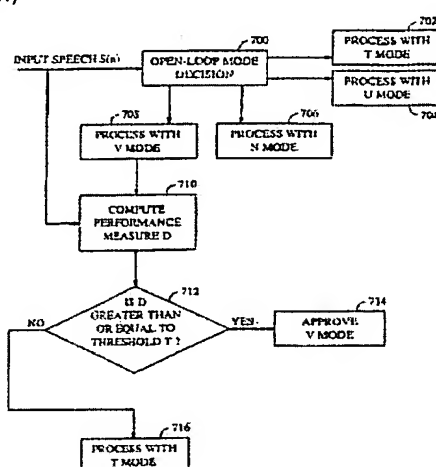 700
702
INPUT SPEECH S(n)
OPEN-LOOP MODE
DECISION
PROCESS WITH
T MODE
PROCESS WITH
U MODE
704
705
706
PROCESS WITH
V MODE
PROCESS WITH
N MODE
710
COMPUTE
PERFORMANCE
MEASURE D
712
714
IS D
GREATER THAN
OR EQUAL TO
THRESHOLD T ?
NO
YES
APPROVE
V MODE
716
PROCESS WITH
T MODE